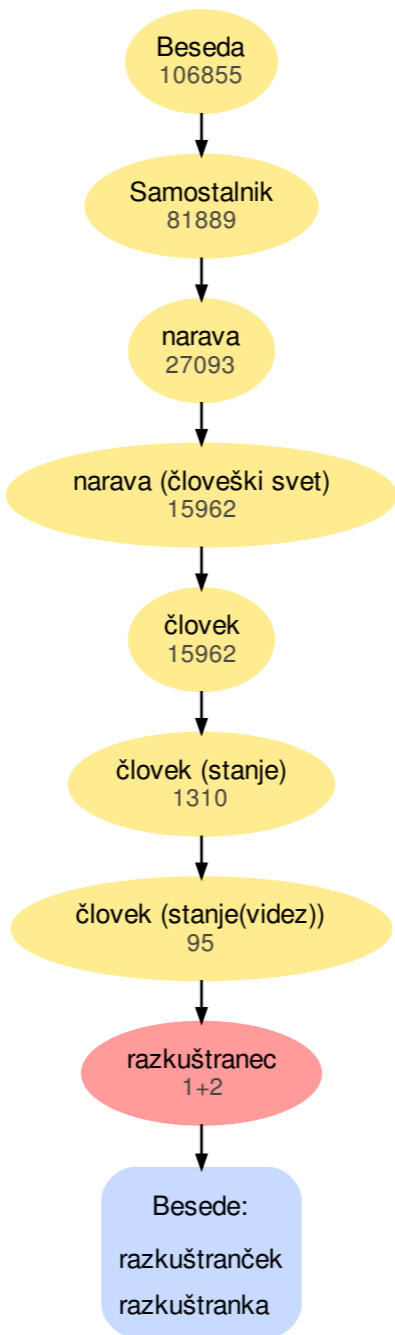 Beseda
106855
Samostalnik
81889
narava
27093
narava (človeški svet)
15962
človek
15962
človek (stanje)
1310
človek (stanje(videz))
95
razkuštranec
1+2
Besede:
razkuštranček
razkuštranka